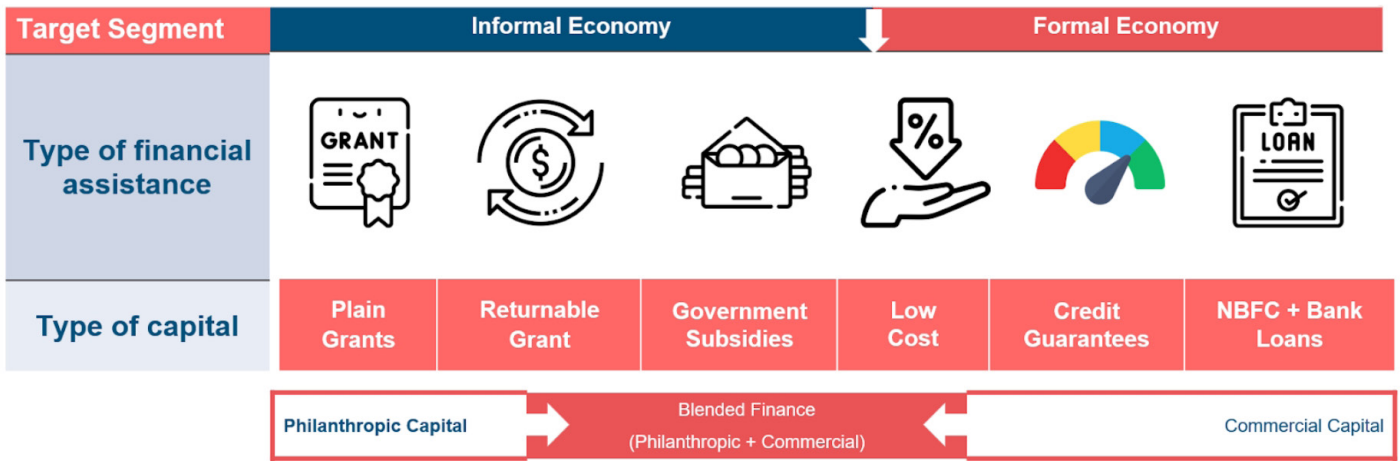 Target Segment
Informal Economy
Formal Economy
Type of financial
assistance
GRANT
$
%
LOAN
Type of capital
Plain
Grants
Returnable
Grant
Government
Subsidies
Low
Cost
Credit
Guarantees
NBFC + Bank
Loans
Philanthropic Capital
Blended Finance
(Philanthropic + Commercial)
Commercial Capital